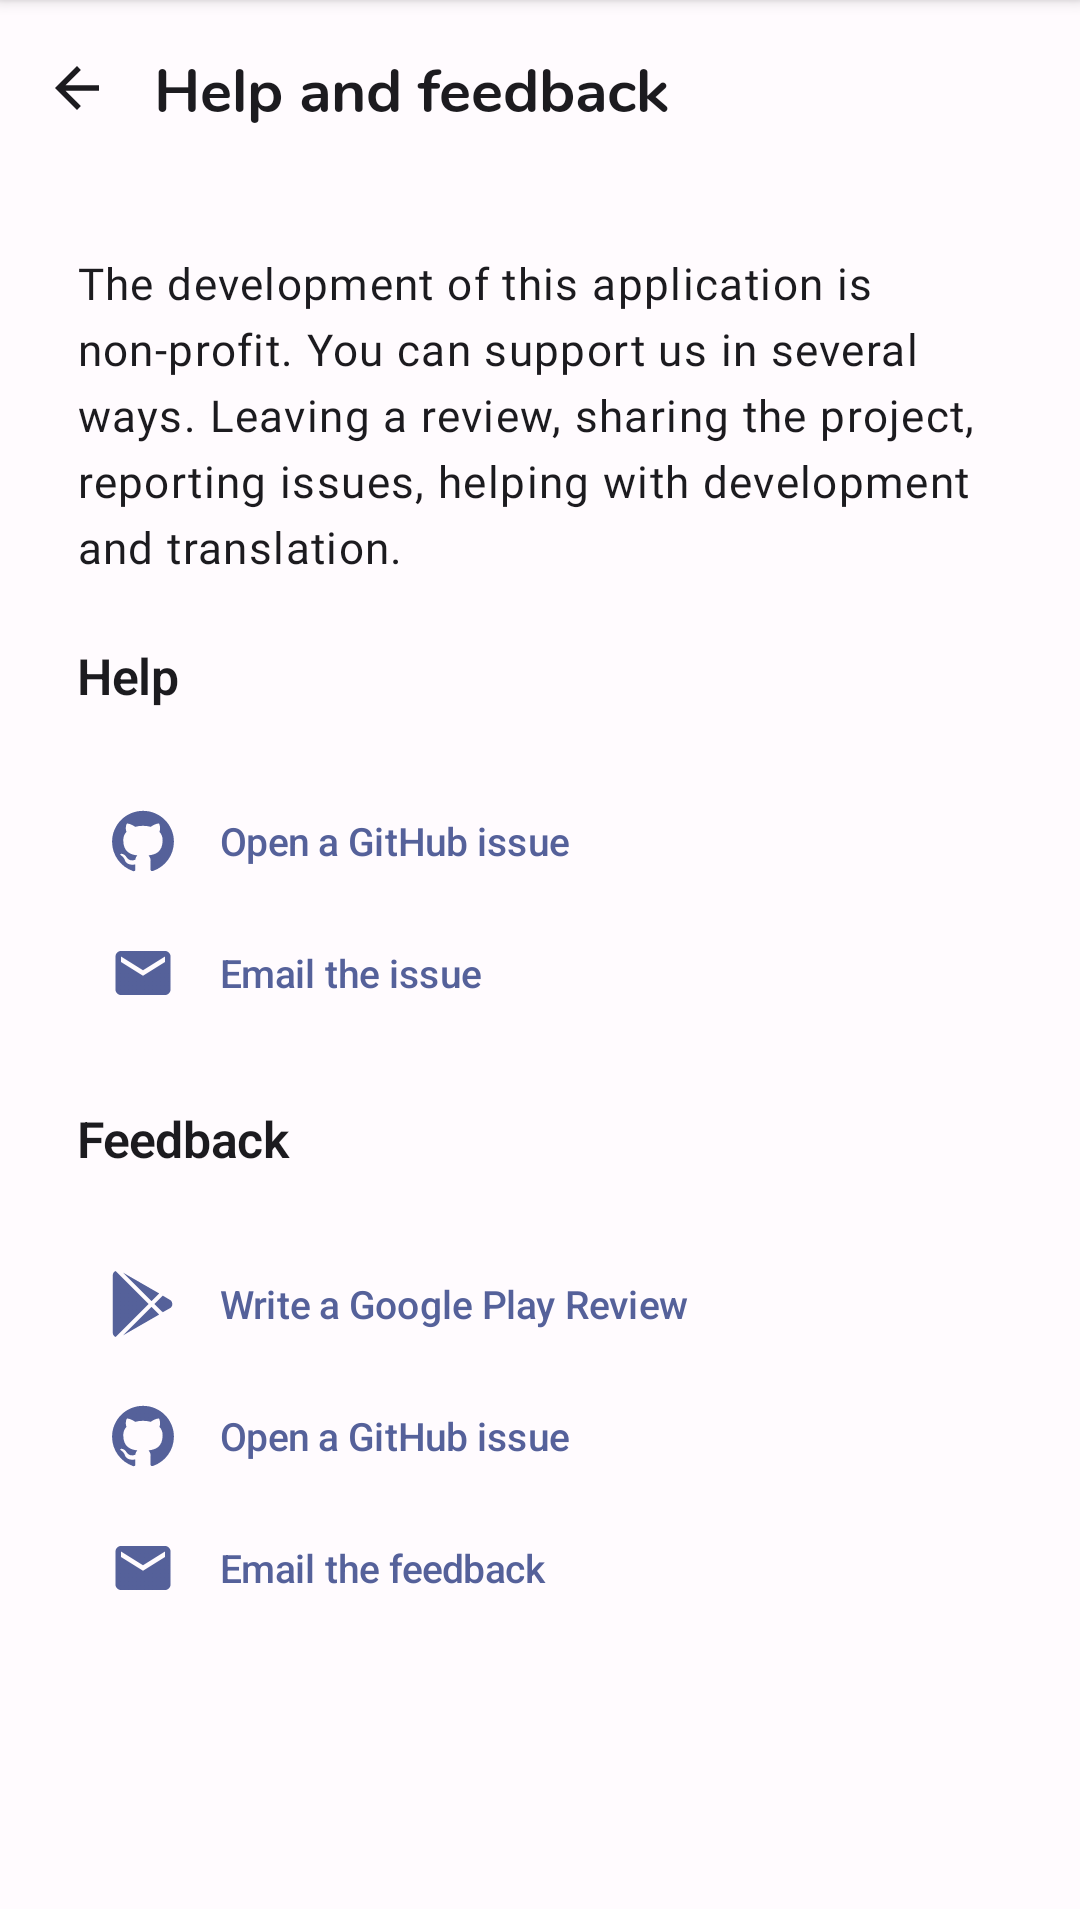 Help and feedback
The development of this application is
non-profit. You can support us in several
ways. Leaving a review, sharing the project,
reporting issues, helping with development
and translation.
Help
Open a GitHub issue
Email the issue
Feedback
Write a Google Play Review
Open a GitHub issue
Email the feedback